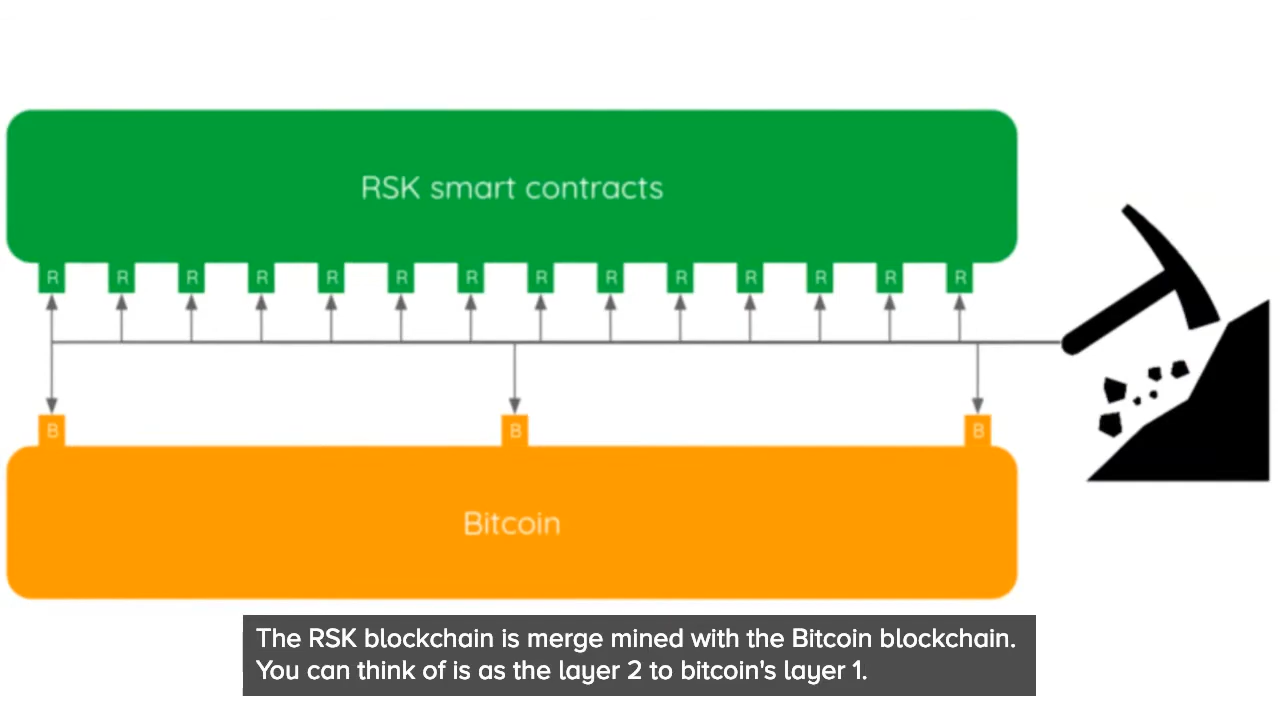 RSK smart contracts
R R R R R R R R R R R R R R
B B B
Bitcoin
The RSK blockchain is merge mined with the Bitcoin blockchain.
You can think of is as the layer 2 to bitcoin's layer 1.